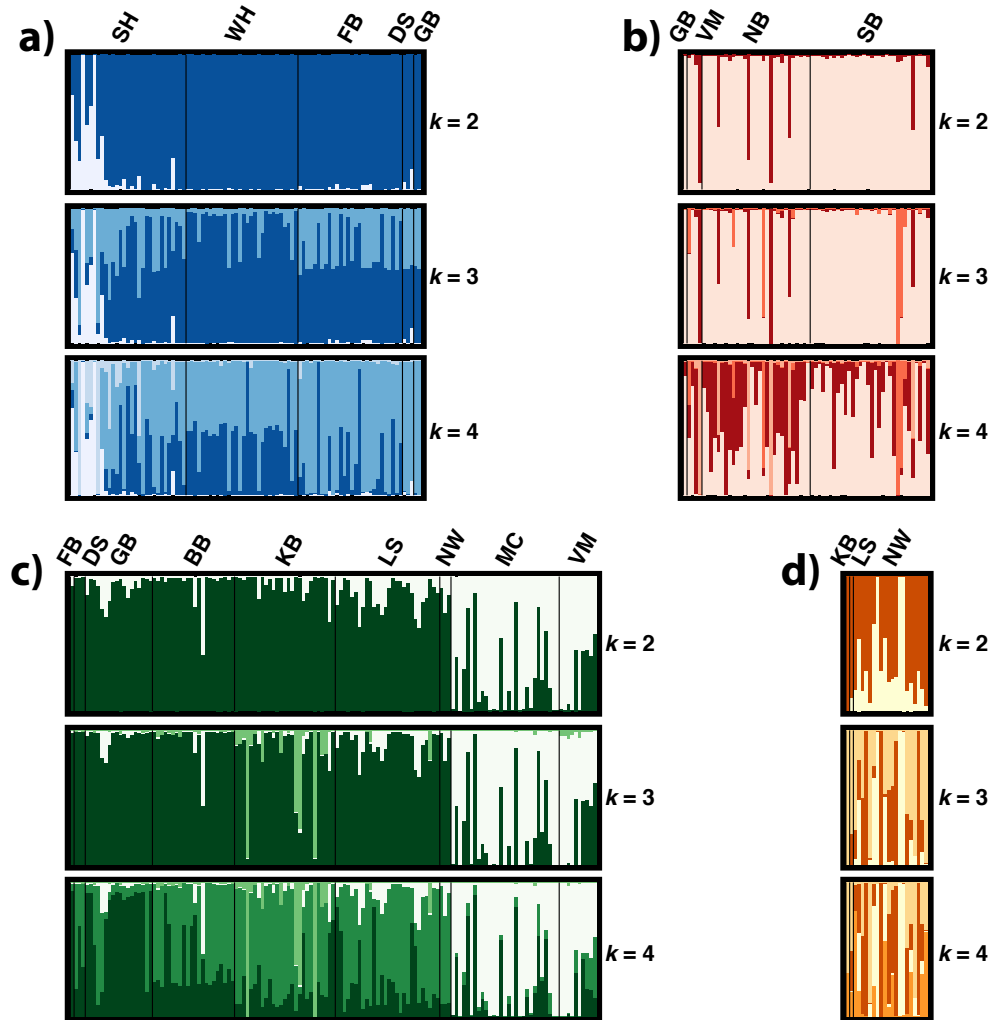 a) SH WH FB DS GB
k = 2
k = 3
k = 4
b) GB VM NB SB
k = 2
k = 3
k = 4
c) FB DS GB BB KB LS NW MC VM
k = 2
k = 3
k = 4
d) KB LS NW
k = 2
k = 3
k = 4